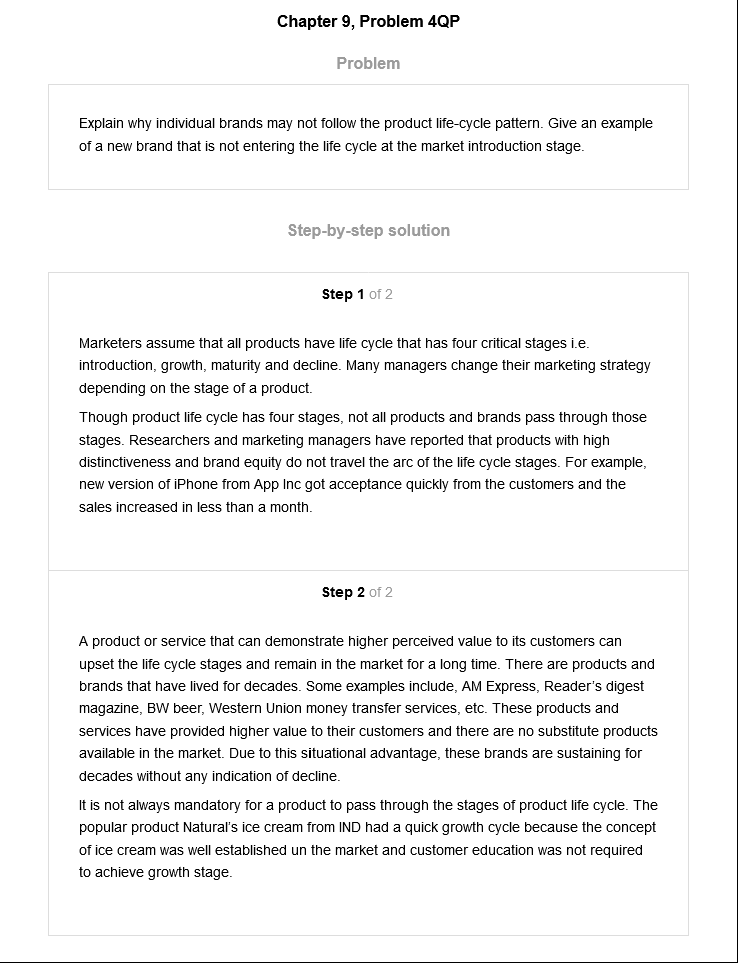 Chapter 9, Problem 4QP
Problem
Explain why individual brands may not follow the product life-cycle pattern. Give an example
of a new brand that is not entering the life cycle at the market introduction stage.
Step-by-step solution
Step 1 of 2
Marketers assume that all products have life cycle that has four critical stages i.e.
introduction, growth, maturity and decline. Many managers change their marketing strategy
depending on the stage of a product.
Though product life cycle has four stages, not all products and brands pass through those
stages. Researchers and marketing managers have reported that products with high
distinctiveness and brand equity do not travel the arc of the life cycle stages. For example,
new version of iPhone from App Inc got acceptance quickly from the customers and the
sales increased in less than a month.
Step 2 of 2
A product or service that can demonstrate higher perceived value to its customers can
upset the life cycle stages and remain in the market for a long time. There are products and
brands that have lived for decades. Some examples include, AM Express, Reader's digest
magazine, BW beer, Western Union money transfer services, etc. These products and
services have provided higher value to their customers and there are no substitute products
available in the market. Due to this situational advantage, these brands are sustaining for
decades without any indication of decline.
It is not always mandatory for a product to pass through the stages of product life cycle. The
popular product Natural's ice cream from IND had a quick growth cycle because the concept
of ice cream was well established un the market and customer education was not required
to achieve growth stage.